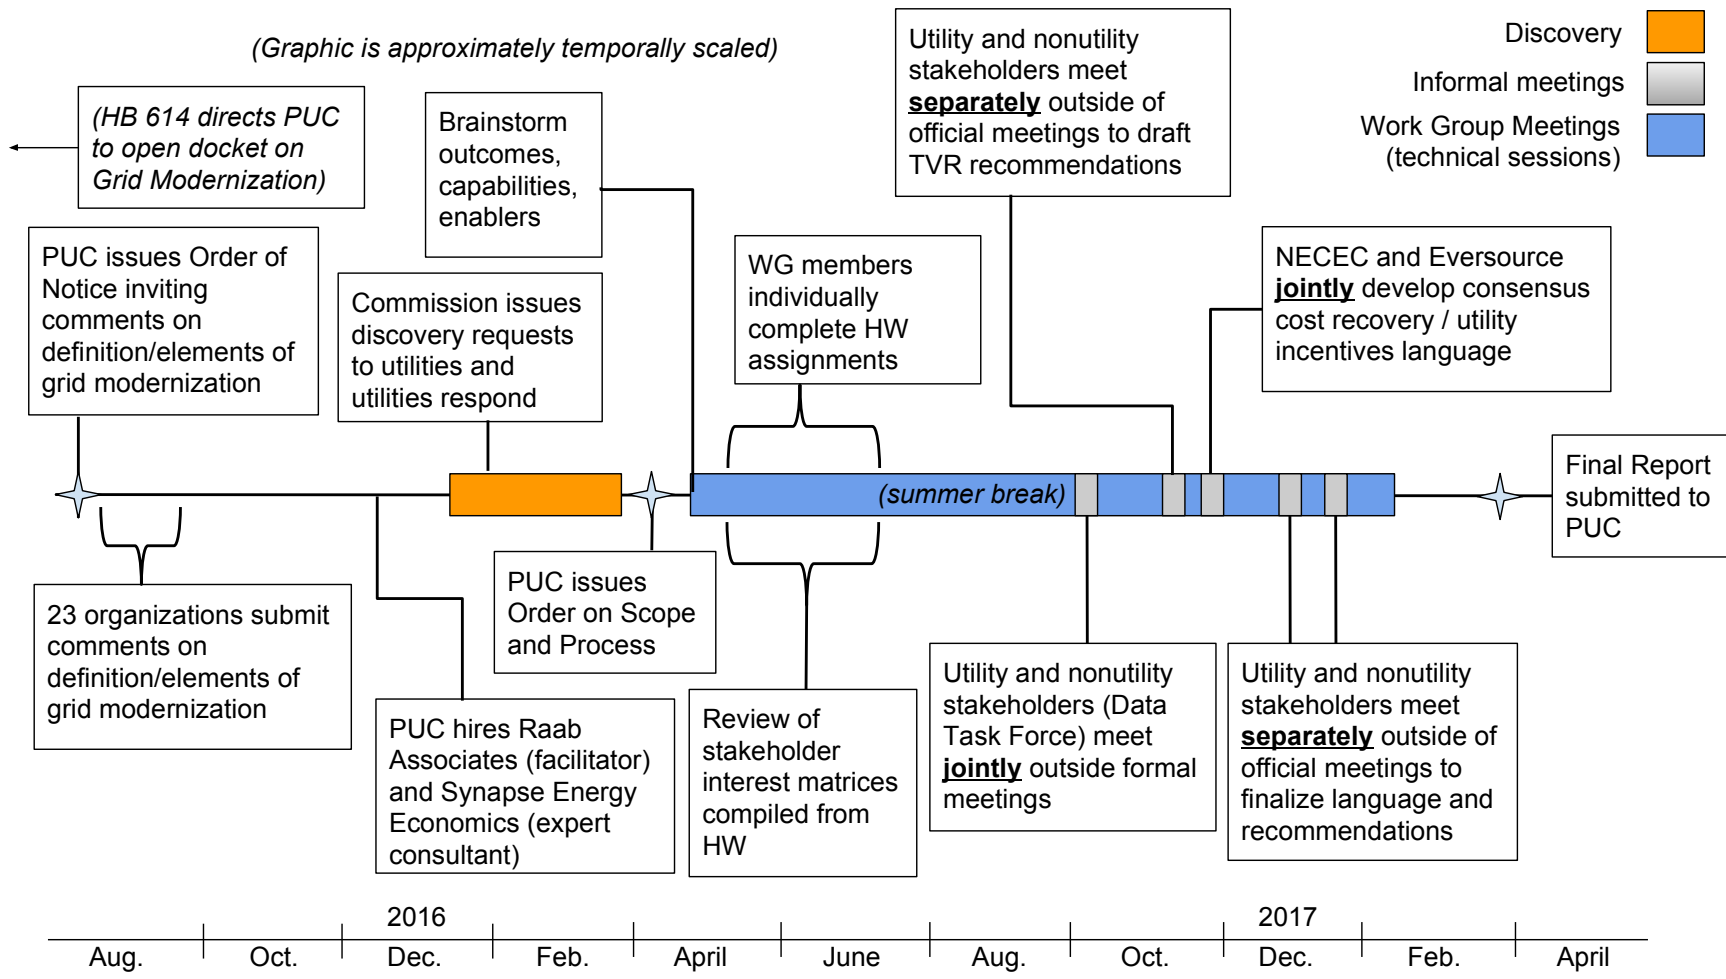 (Graphic is approximately temporally scaled)
Discovery
Informal meetings
Work Group Meetings
(technical sessions)
(HB 614 directs PUC
to open docket on
Grid Modernization)
Brainstorm
outcomes,
capabilities,
enablers
Utility and nonutility
stakeholders meet
separately outside of
official meetings to draft
TVR recommendations
PUC issues Order of
Notice inviting
comments on
definition/elements of
grid modernization
Commission issues
discovery requests
to utilities and
utilities respond
WG members
individually
complete HW
assignments
NECEC and Eversource
jointly develop consensus
cost recovery / utility
incentives language
(summer break)
Final Report
submitted to
PUC
23 organizations submit
comments on
definition/elements of
grid modernization
PUC hires Raab
Associates (facilitator)
and Synapse Energy
Economics (expert
consultant)
PUC issues
Order on Scope
and Process
Review of
stakeholder
interest matrices
compiled from
HW
Utility and nonutility
stakeholders (Data
Task Force) meet
jointly outside formal
meetings
Utility and nonutility
stakeholders meet
separately outside of
official meetings to
finalize language and
recommendations
2016
2017
Aug.
Oct.
Dec.
Feb.
April
June
Aug.
Oct.
Dec.
Feb.
April